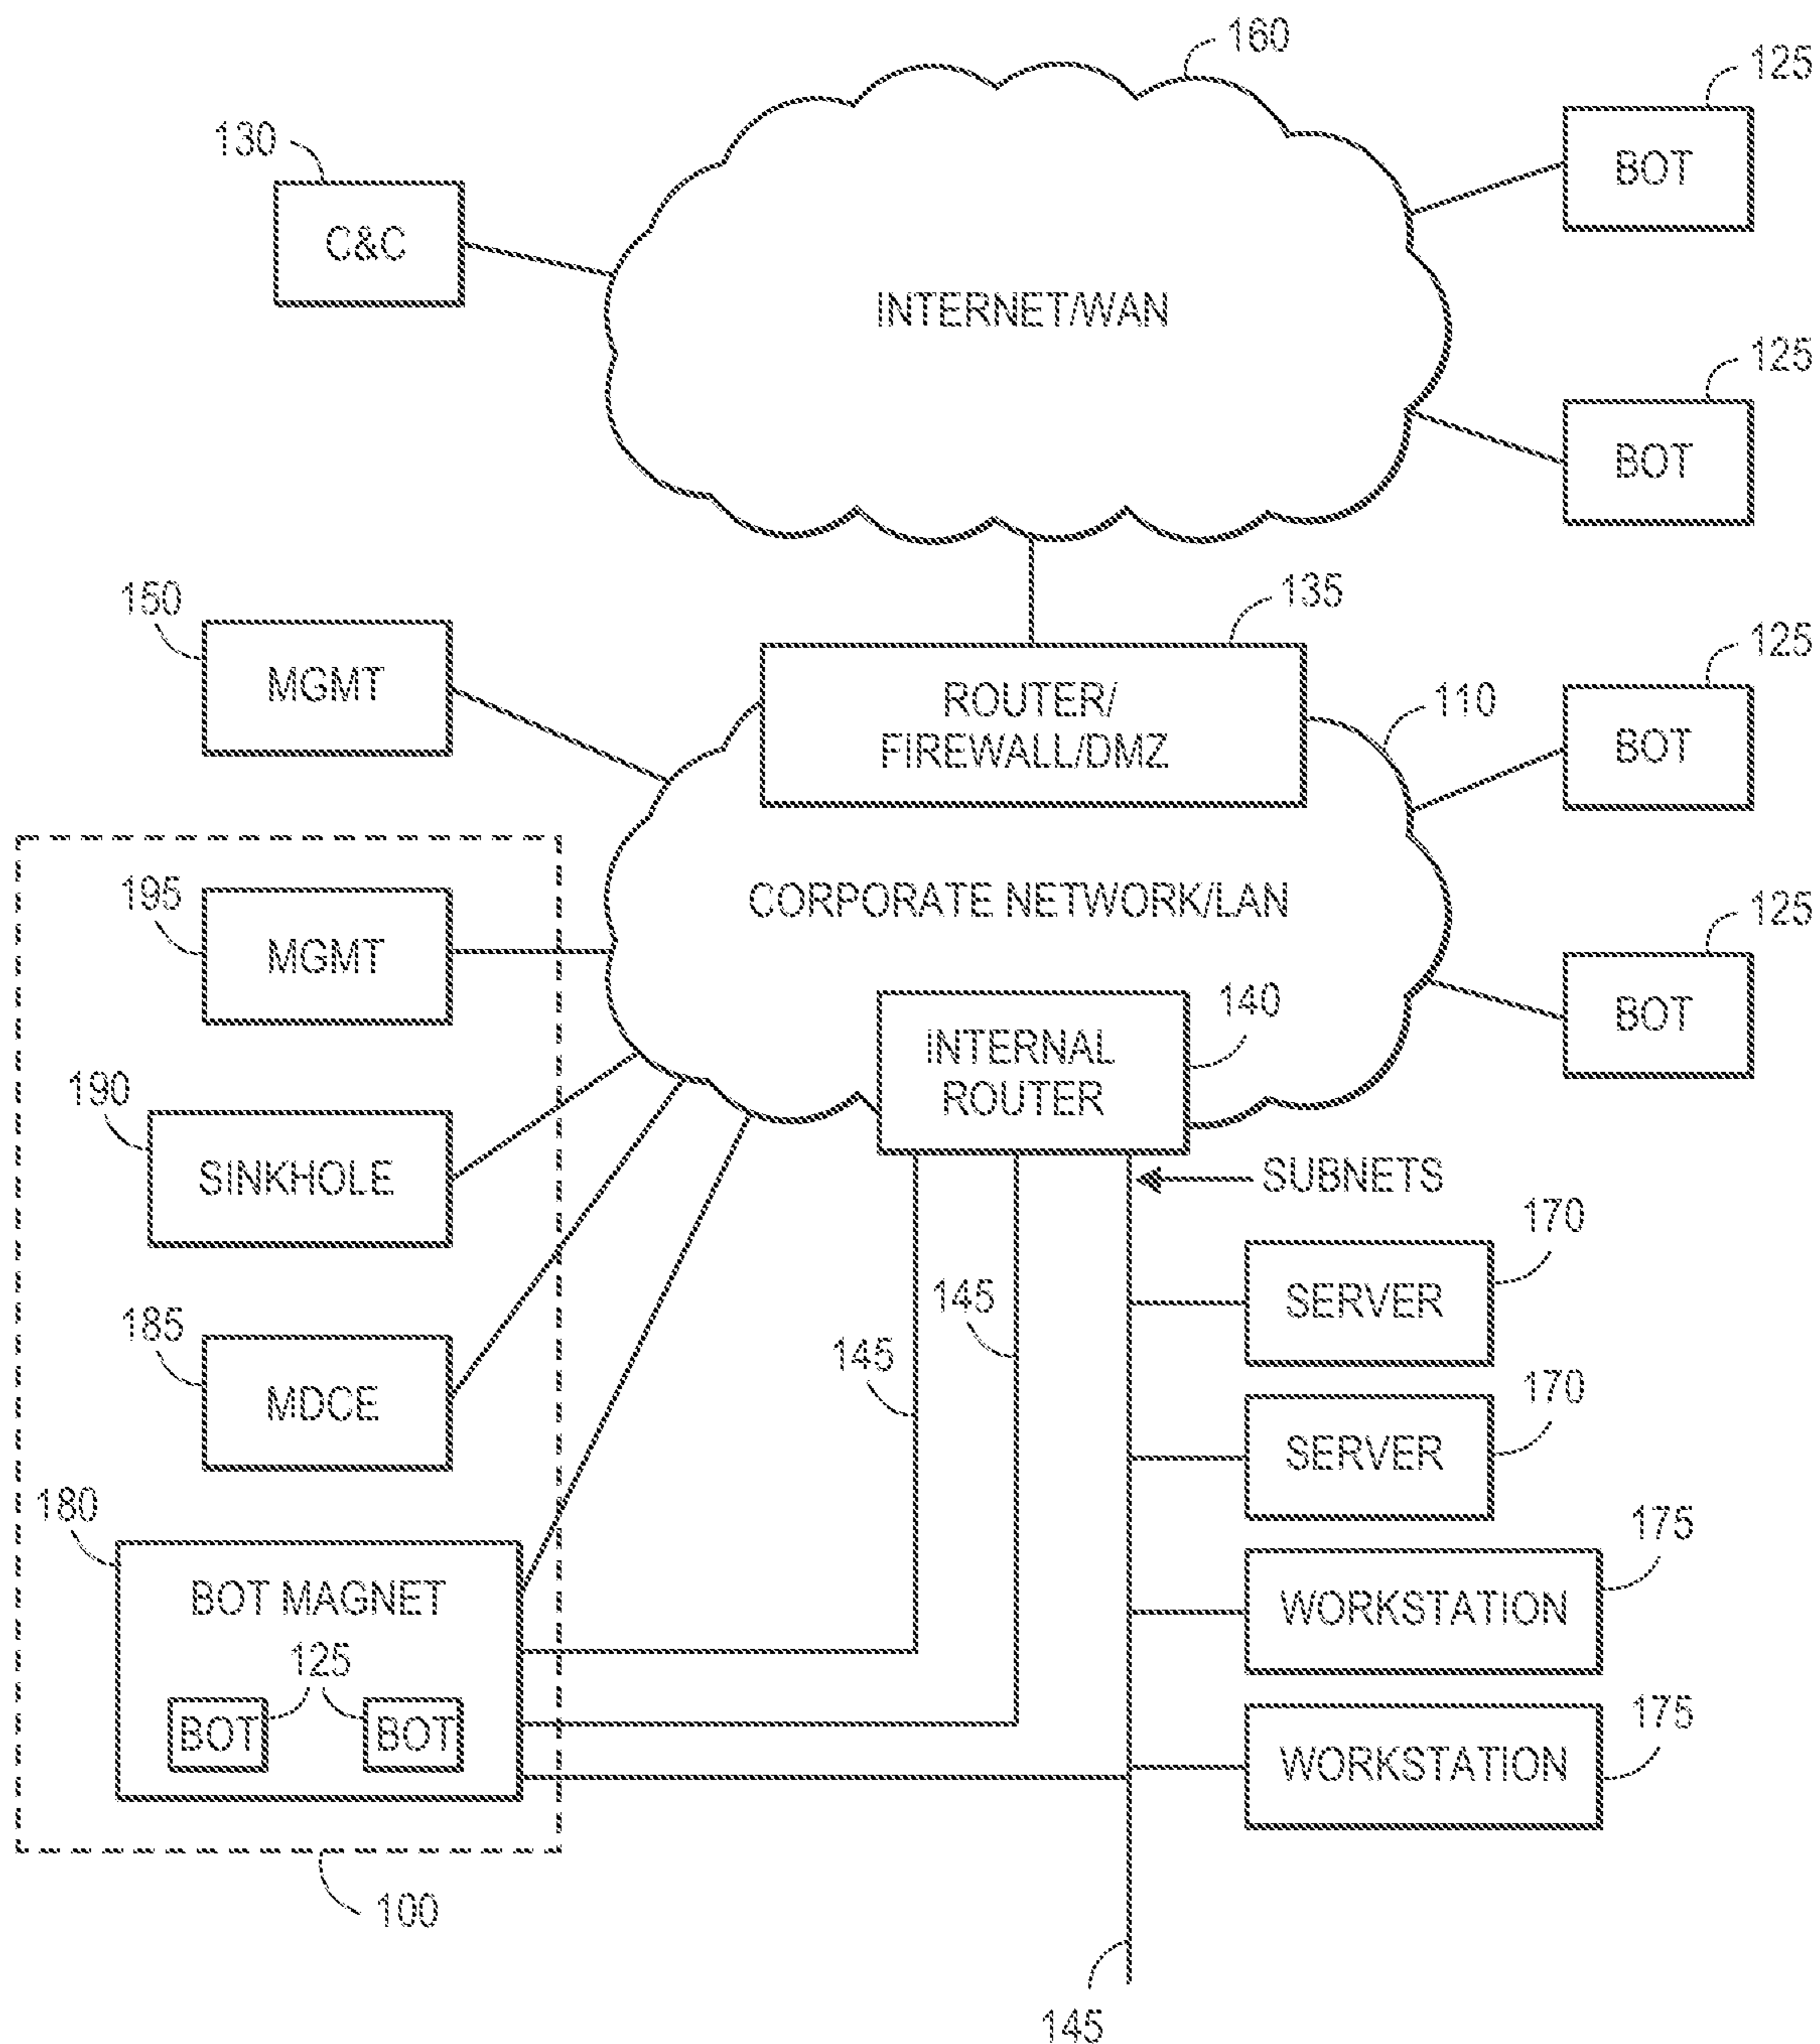 160
125
130
BOT
C&C
INTERNET/WAN
125
BOT
150
135
125
MGMT
ROUTER/
FIREWALL/DMZ
110
BOT
195
125
MGMT
CORPORATE NETWORK/LAN
BOT
140
INTERNAL
ROUTER
190
SINKHOLE
SUBNETS
170
SERVER
145
185
145
MDCE
170
SERVER
180
175
BOT MAGNET
WORKSTATION
125
BOT
BOT
175
WORKSTATION
100
145